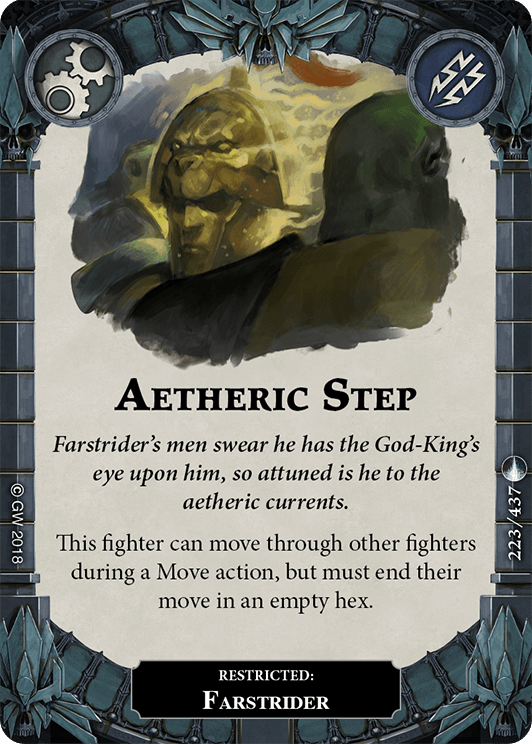 Aetheric Step
Farstrider's men swear he has the God-King's
eye upon him, so attuned is he to the
aetheric currents.
This fighter can move through other fighters
during a Move action, but must end their
move in an empty hex.
© GW 2018
223/437
RESTRICTED:
Farstrider